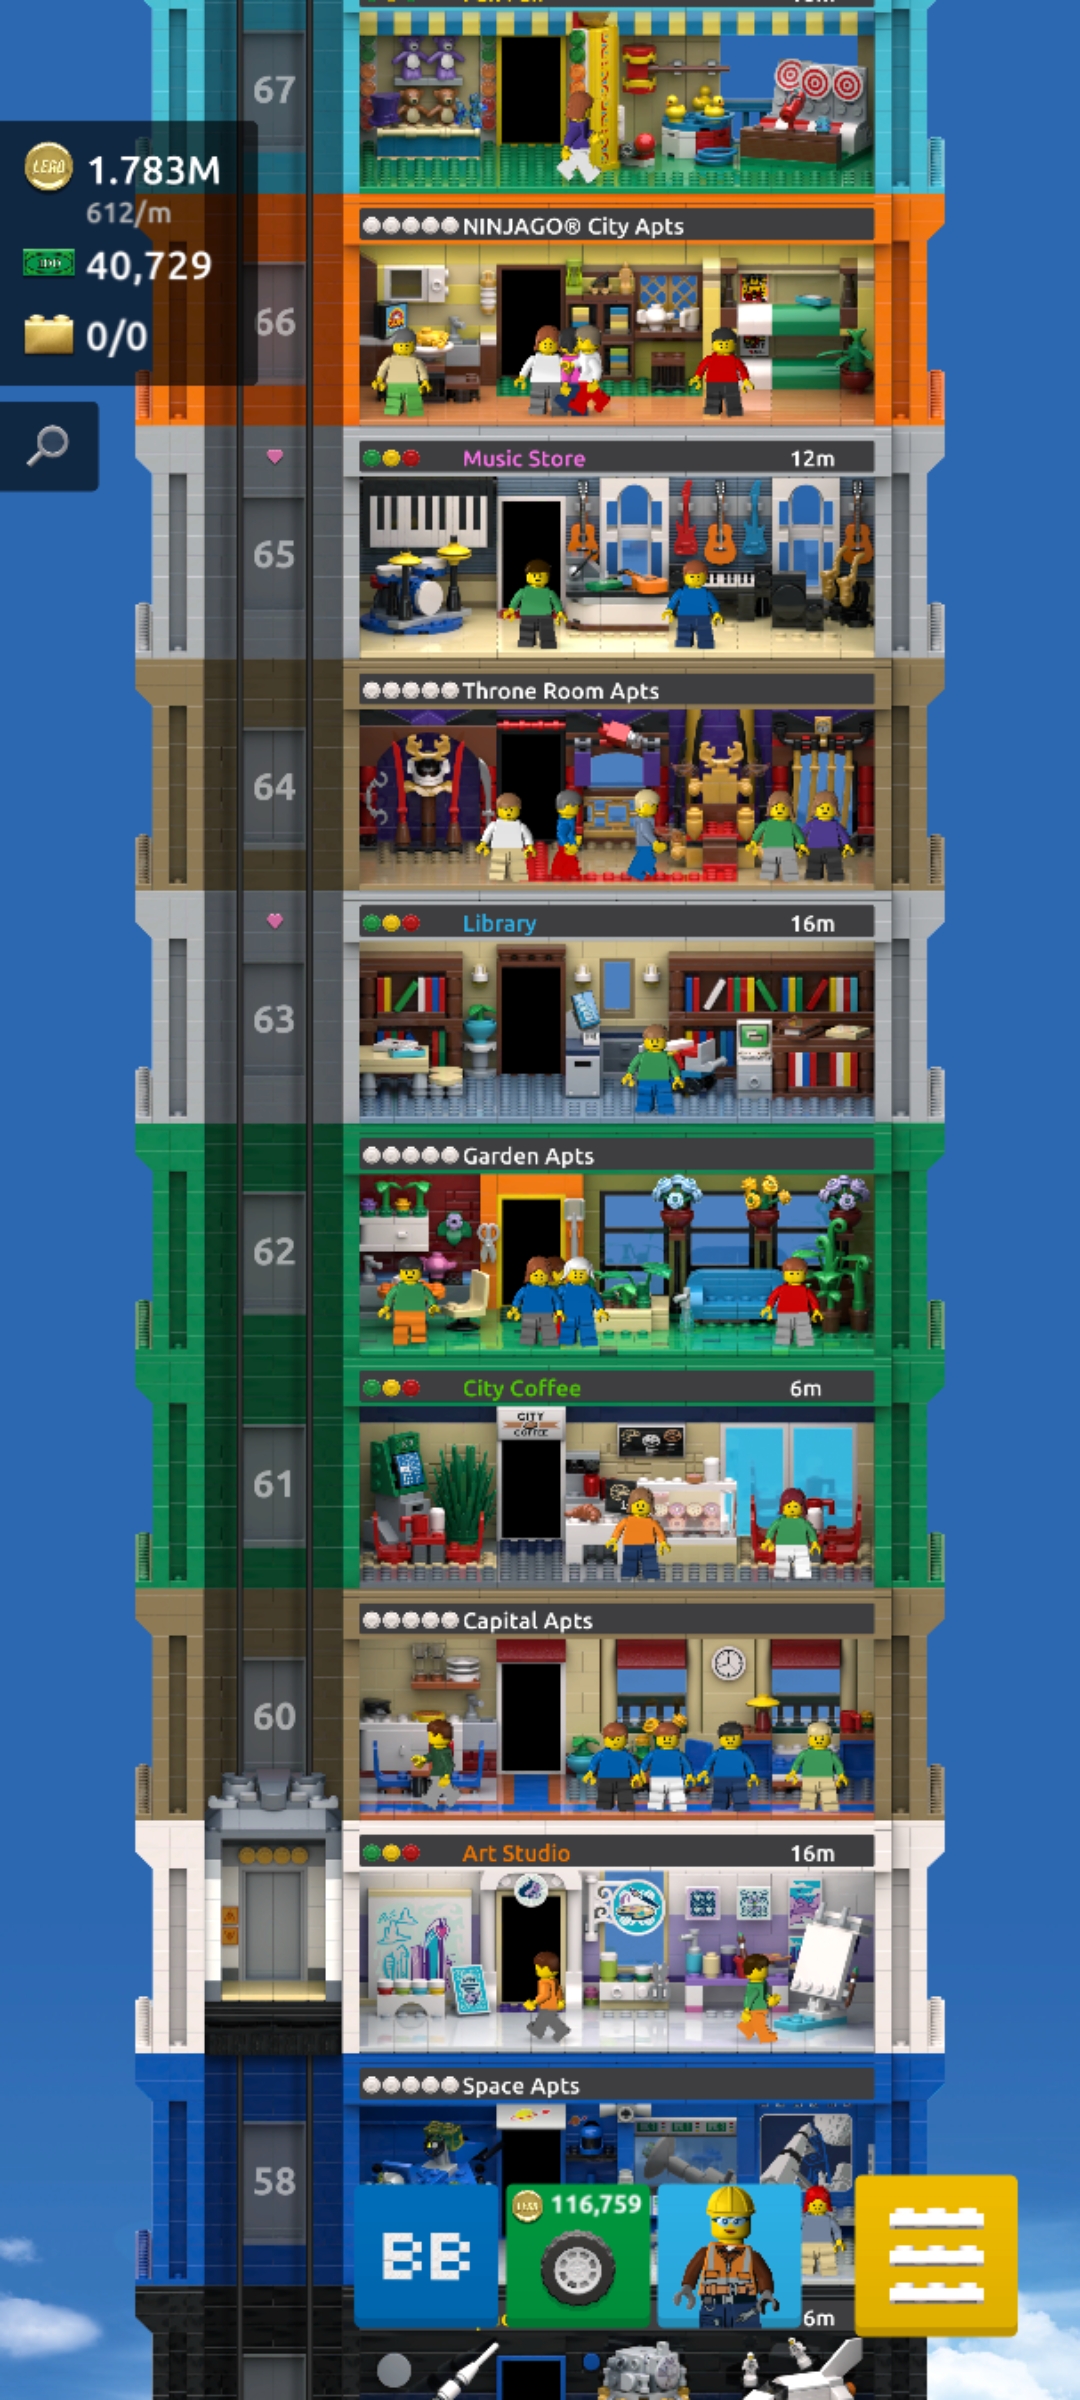 67
LEGO 1.783M
612/m
40,729
0/0
NINJAGO® City Apts
66
Music Store 12m
65
Throne Room Apts
64
Library 16m
63
Garden Apts
62
City Coffee 6m
CITY
COFFEE
61
Capital Apts
60
Art Studio 16m
Space Apts
58
BB
116,759
6m